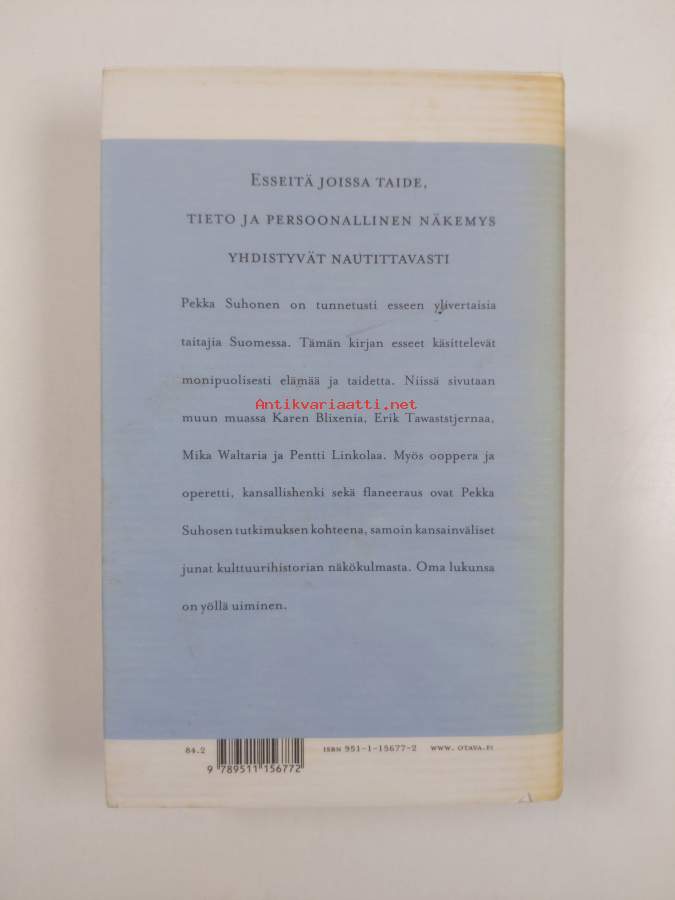 ESSEITÄ JOISSA TAIDE,
TIETO JA PERSOONALLINEN NÄKEMYS
YHDISTYVÄT NAUTITTAVASTI
Pekka Suhonen on tunnetusti esseen ylivertaisia
taitajia Suomessa. Tämän kirjan esseet käsittelevät
monipuolisesti elämää ja taidetta. Niissä sivutaan
Antikvariaatti.net
muun muassa Karen Blixenia, Erik Tawaststjernaa,
Mika Waltaria ja Pentti Linkolaa. Myös ooppera ja
operetti, kansallishenki sekä flaneeraus ovat Pekka
Suhosen tutkimuksen kohteena, samoin kansainväliset
junat kulttuurihistorian näkökulmasta. Oma lukunsa
on yöllä uiminen.
84.2 ISBN 951-1-15677-2 WWW. OTAVA.FI
9 789511 156772